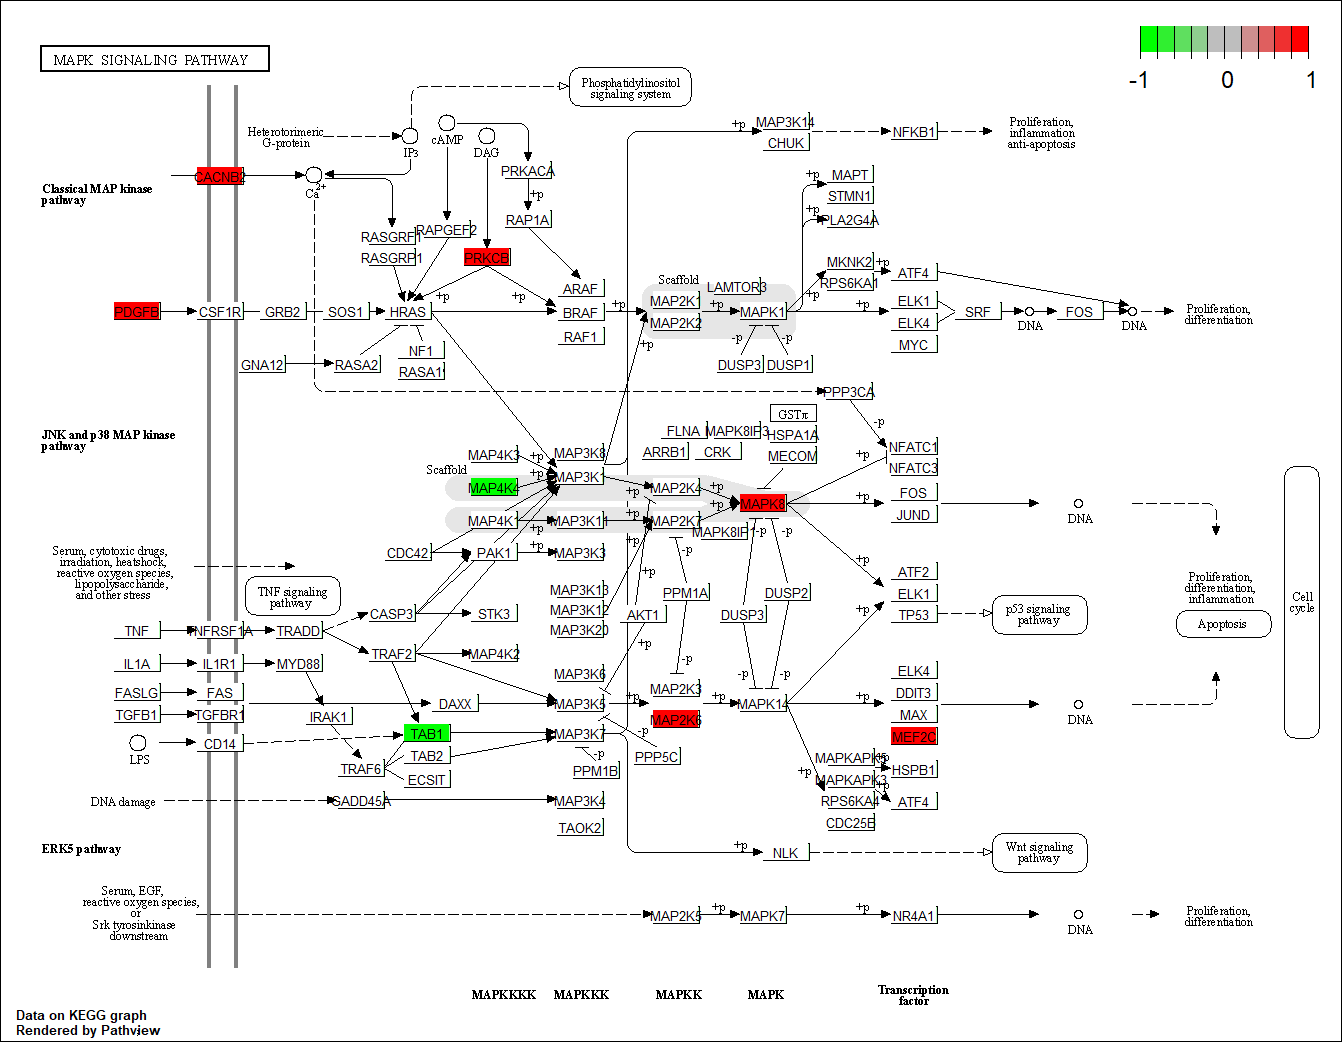 MAPK SIGNALING PATHWAY
-1 0 1
Phosphatidylinositol
signaling system
Heterotorimeric
G-protein
IP3
cAMP
DAG
PRKACA
+p
RAP1A
+p
MAP3K14
CHUK
NFKB1
Proliferation,
inflammation
anti-apoptosis
Classical MAP kinase
pathway
CACNB2
Ca2+
RASGRF1
RASGRP1
RAPGEF2
PRKCB
+p
MAPT
STMN1
+p
PLA2G4A
ARAF
BRAF
RAF1
+p
+p
+p
Scaffold
LAMTOR3
MAP2K1
MAP2K2
+p
MAPK1
+p
+p
MKNK2
RPS6KA1
+p
ATF4
PDGFB
CSF1R
GRB2
SOS1
HRAS
+p
ELK1
ELK4
MYC
SRF
DNA
FOS
DNA
Proliferation,
differentiation
GNA12
RASA2
NF1
RASA1
+p
-p
-p
DUSP3
DUSP1
PPP3CA
-p
JNK and p38 MAP kinase
pathway
Scaffold
MAP4K3
MAP4K4
MAP4K1
+p
+p
+p
MAP3K8
MAP3K1
MAP3K11
+p
+p
FLNA
MAPK8IP3
ARRB1
CRK
GSTπ
HSPA1A
MECOM
MAP2K4
MAP2K7
+p
+p
MAPK8IP1
MAPK8
+p
NFATC1
NFATC3
+p
FOS
JUND
DNA
CDC42
PAK1
+p
MAP3K3
+p
-p
-p
-p
+p
Serum, cytotoxic drugs,
irradiation, heatshock,
reactive oxygen species,
lipopolysaccharide,
and other stress
TNF signaling
pathway
CASP3
STK3
MAP3K13
MAP3K12
MAP3K20
+p
AKT1
PPM1A
DUSP3
DUSP2
+p
ATF2
ELK1
TP53
p53 signaling
pathway
Proliferation,
differentiation,
inflammation
Apoptosis
Cell
cycle
TNF
TNFRSF1A
TRADD
TRAF2
MAP4K2
+p
IL1A
IL1R1
MYD88
MAP3K6
-p
-p
-p
FASLG
FAS
DAXX
MAP3K5
+p
MAP2K3
MAP2K6
+p
MAPK14
+p
ELK4
DDIT3
MAX
MEF2C
DNA
TGFB1
TGFBR1
IRAK1
LPS
CD14
TAB1
MAP3K7
TAB2
ECSIT
TRAF6
-p
PPM1B
-p
PPP5C
MAPKAPK5
MAPKAPK3
RPS6KA4
CDC25B
+p
+p
+p
HSPB1
ATF4
DNA damage
GADD45A
MAP3K4
TAOK2
ERK5 pathway
+p
NLK
Wnt signaling
pathway
Serum, EGF,
reactive oxygen species,
or
Srk tyrosinkinase
downstream
MAP2K5
+p
MAPK7
+p
NR4A1
DNA
Proliferation,
differentiation
MAPKKKK
MAPKKK
MAPKK
MAPK
Transcription
factor
Data on KEGG graph
Rendered by Pathview